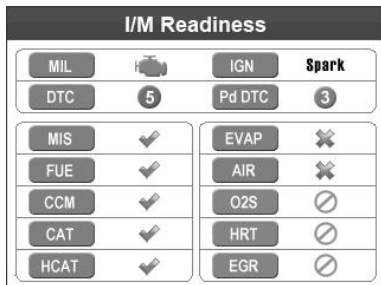 I/M Readiness
MIL IGN Spark
DTC 5 Pd DTC 3
MIS EVAP
FUE AIR
CCM O2S
CAT HRT
HCAT EGR